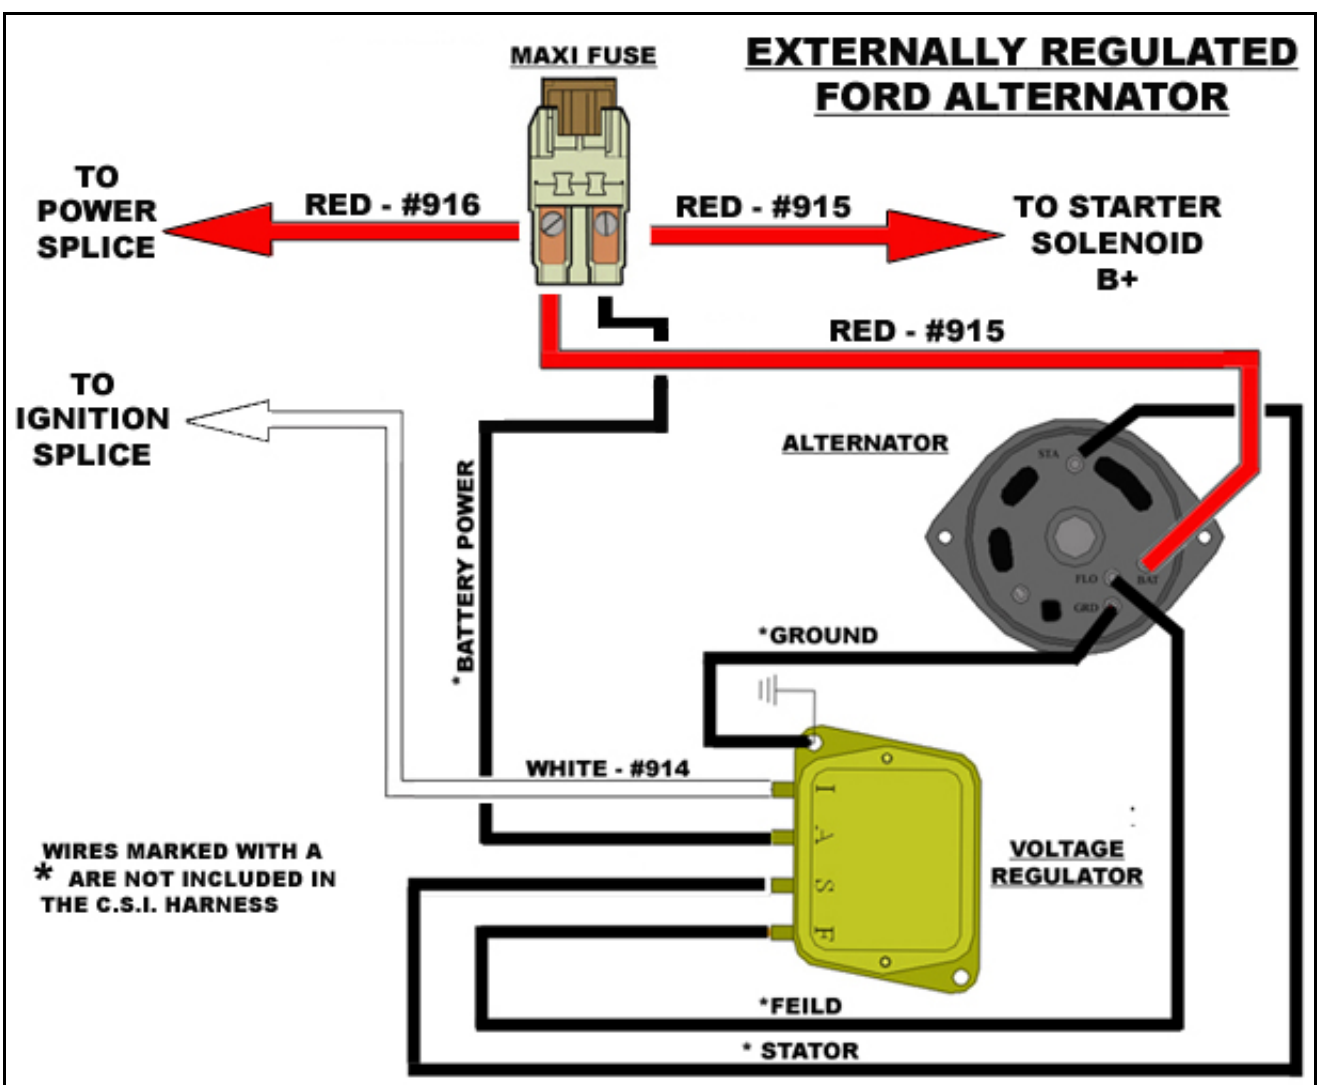 MAXI FUSE
EXTERNALLY REGULATED
FORD ALTERNATOR
TO
POWER
SPLICE
RED - #916
RED - #915
TO STARTER
SOLENOID
B+
RED - #915
TO
IGNITION
SPLICE
ALTERNATOR
STA
BAT
FLO
GRD
*BATTERY POWER
*GROUND
WHITE - #914
I
A
S
F
VOLTAGE
REGULATOR
WIRES MARKED WITH A
* ARE NOT INCLUDED IN
THE C.S.I. HARNESS
*FEILD
* STATOR